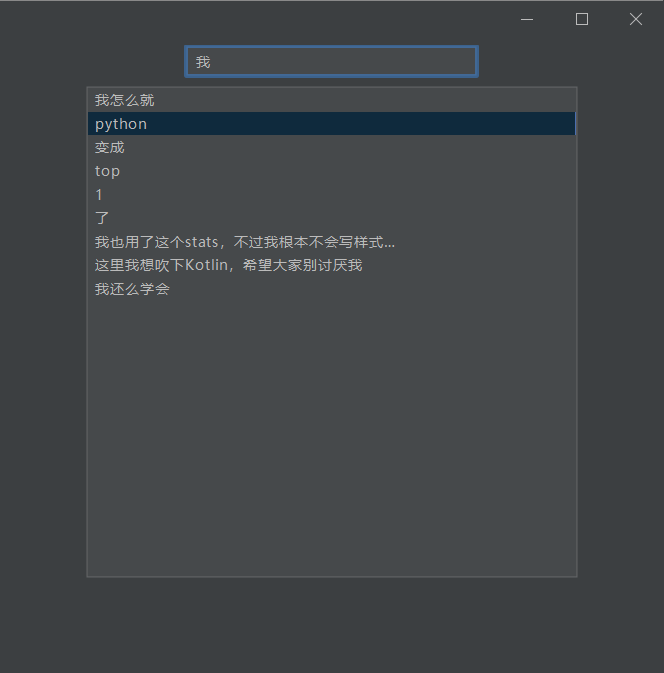 我
我怎么就
python
变成
top
1
了
我也用了这个stats，不过我根本不会写样式...
这里我想吹下Kotlin，希望大家别讨厌我
我还么学会